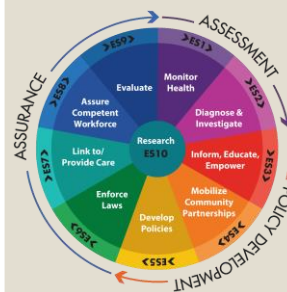 ASSESSMENT
POLICY DEVELOPMENT
ASSURANCE
ES1
Monitor
Health
ES2
Diagnose &
Investigate
ES3
Inform, Educate,
Empower
ES4
Mobilize
Community
Partnerships
ES5
Develop
Policies
ES6
Enforce
Laws
ES7
Link to/
Provide Care
ES8
Assure
Competent
Workforce
ES9
Evaluate
Research
ES10